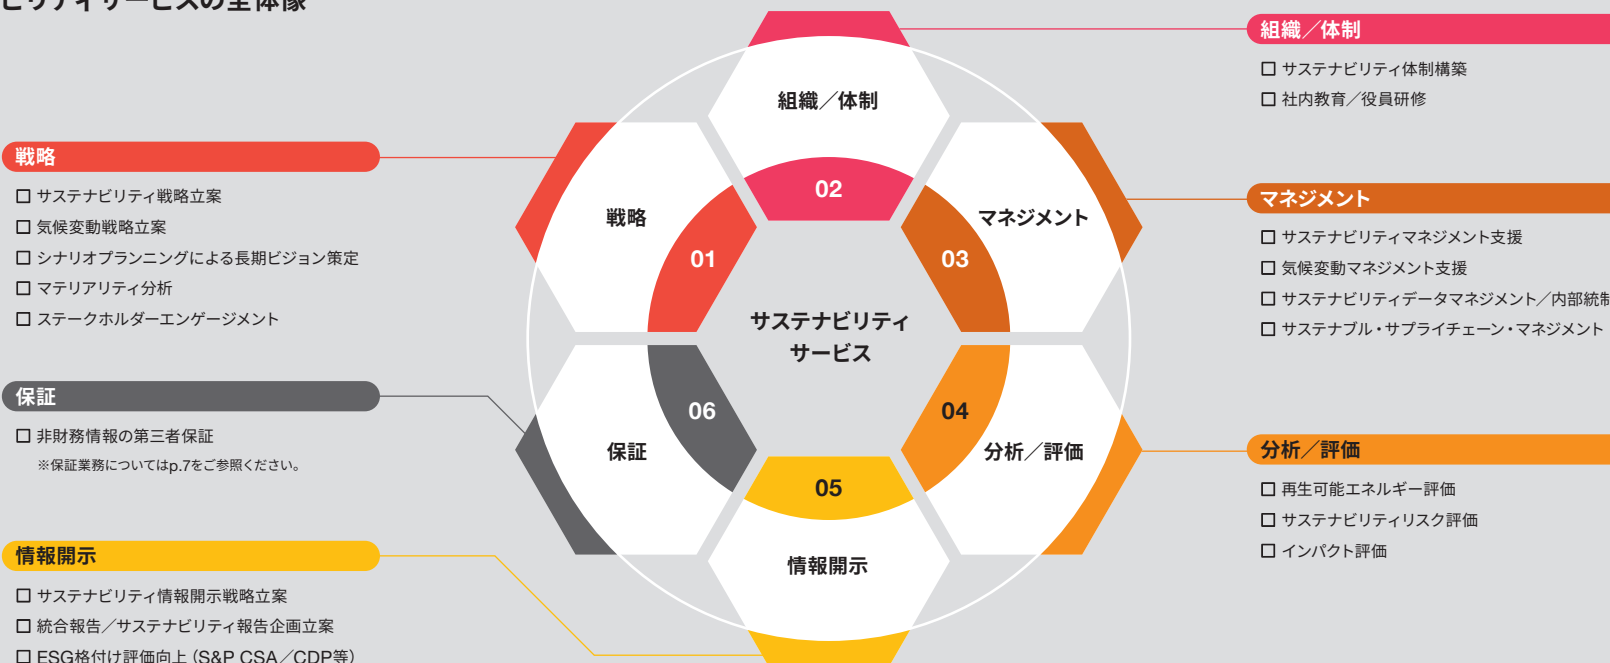 ビリティサービスの全体像
戦略
□ サステナビリティ戦略立案
□ 気候変動戦略立案
□ シナリオプランニングによる長期ビジョン策定
□ マテリアリティ分析
□ ステークホルダーエンゲージメント
保証
□ 非財務情報の第三者保証
※保証業務についてはp.7をご参照ください。
情報開示
□ サステナビリティ情報開示戦略立案
□ 統合報告／サステナビリティ報告企画立案
□ ESG格付け評価向上（S&P CSA／CDP等）
組織／体制
02
戦略
01
マネジメント
03
サステナビリティ
サービス
保証
06
分析／評価
04
05
情報開示
組織／体制
□ サステナビリティ体制構築
□ 社内教育／役員研修
マネジメント
□ サステナビリティマネジメント支援
□ 気候変動マネジメント支援
□ サステナビリティデータマネジメント／内部統制
□ サステナブル・サプライチェーン・マネジメント
分析／評価
□ 再生可能エネルギー評価
□ サステナビリティリスク評価
□ インパクト評価